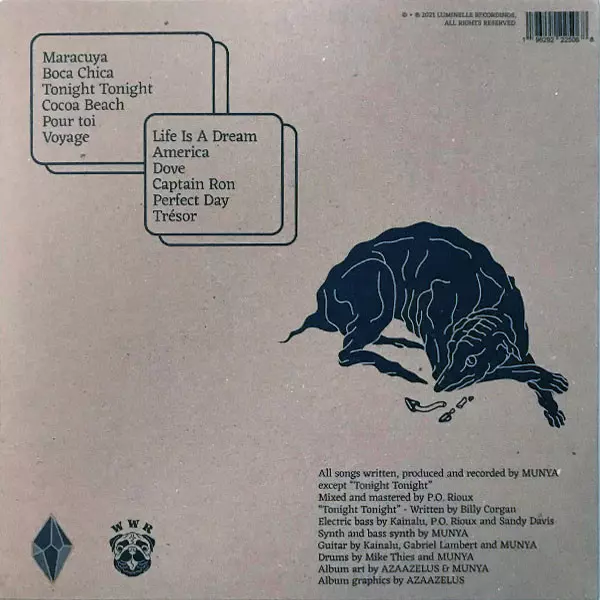 © + ℗ 2021 LUMINELLE RECORDINGS,
ALL RIGHTS RESERVED
Maracuya
Boca Chica
Tonight Tonight
Cocoa Beach
Pour toi
Voyage
Life Is A Dream
America
Dove
Captain Ron
Perfect Day
Trésor
All songs written, produced and recorded by MUNYA
except "Tonight Tonight"
Mixed and mastered by P.O. Rioux
"Tonight Tonight" - Written by Billy Corgan
Electric bass by Kainalu, P.O. Rioux and Sandy Davis
Synth and bass synth by MUNYA
Guitar by Kainalu, Gabriel Lambert and MUNYA
Drums by Mike Thies and MUNYA
Album art by AZAAZELUS & MUNYA
Album graphics by AZAAZELUS
WWR